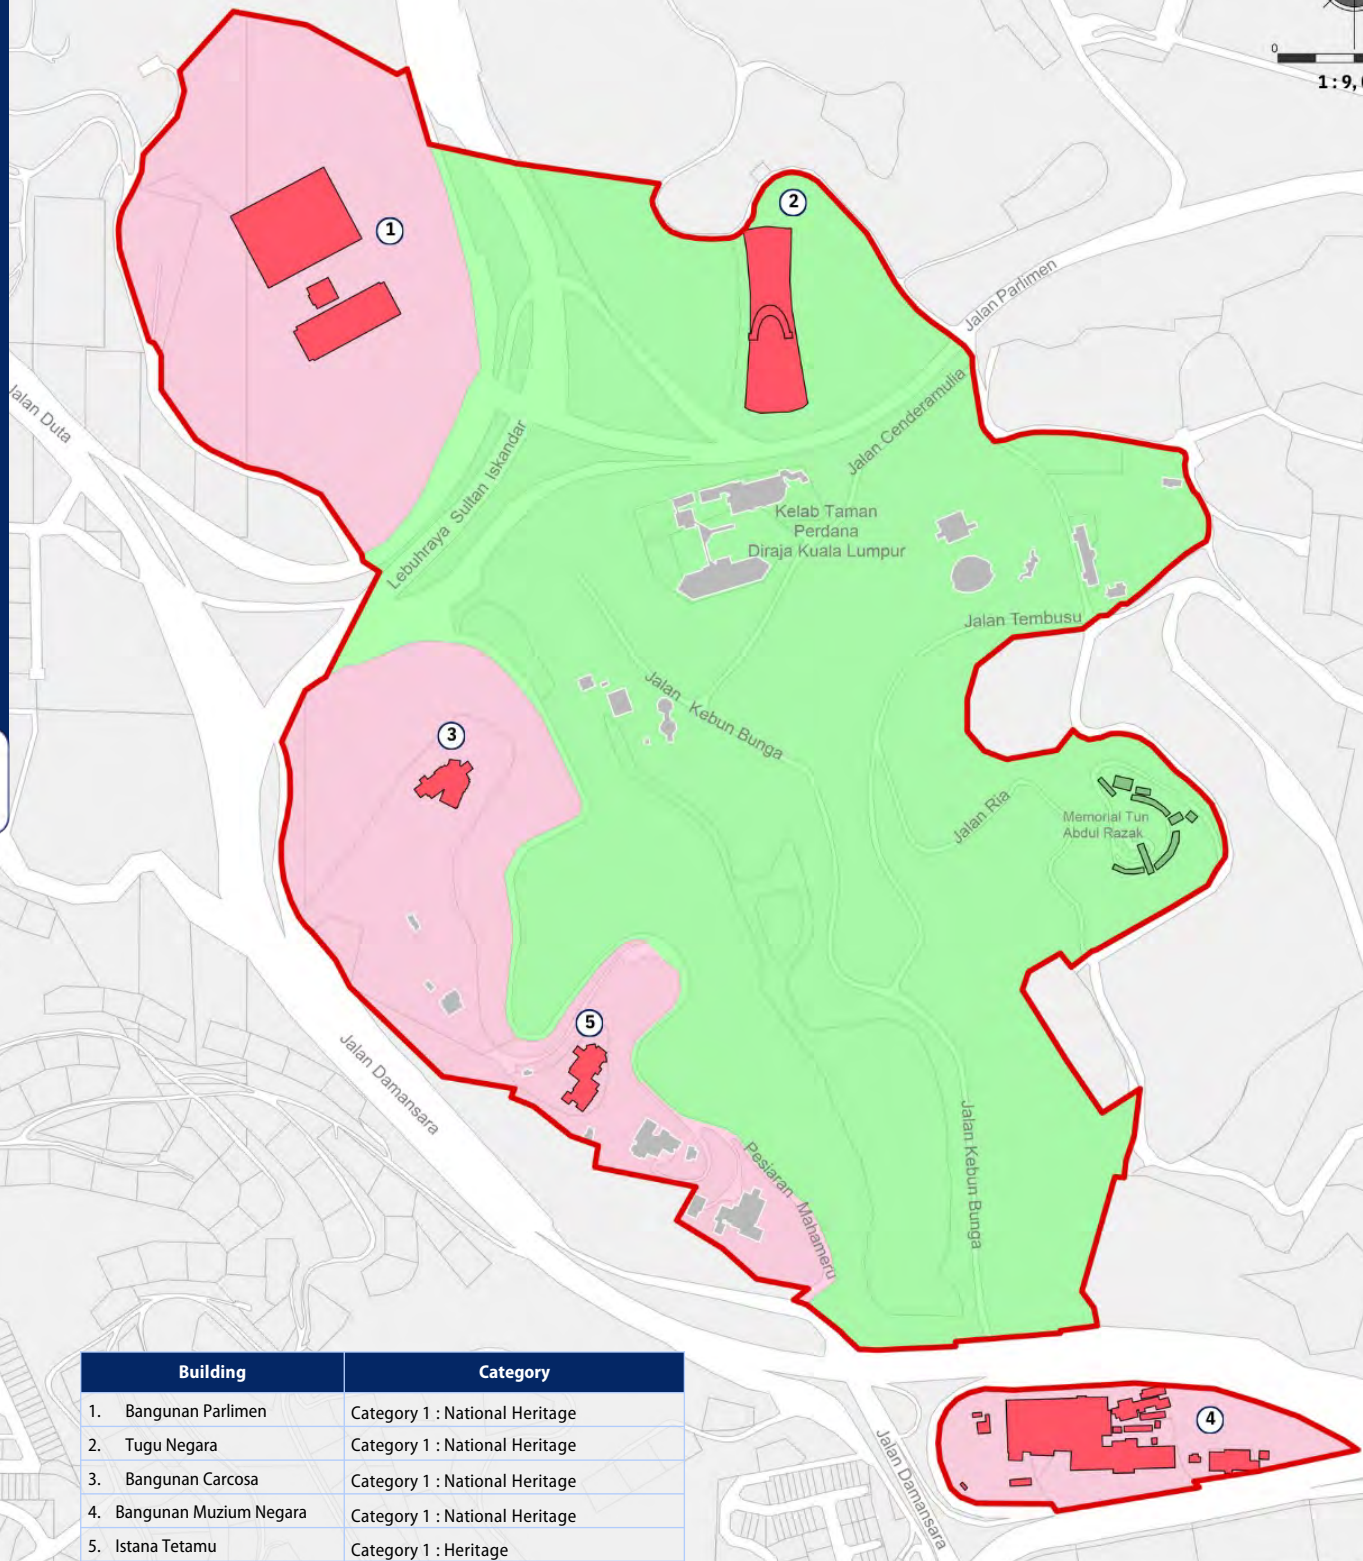 0
1
2
Jalan Parlimen
Jalan Duta
Jalan Cenderamulia
Lebuhraya Sultan Iskandar
Kelab Taman
Perdana
Diraja Kuala Lumpur
Jalan Tembusu
Jalan Kebun Bunga
3
Jalan Ria
Memorial Tun
Abdul Razak
5
Jalan Damansara
Jalan Kebun Bunga
Pesiaran Mahameru
Building Category
1. Bangunan Parlimen Category 1 : National Heritage
2. Tugu Negara Category 1 : National Heritage
3. Bangunan Carcosa Category 1 : National Heritage
4. Bangunan Muzium Negara Category 1 : National Heritage
5. Istana Tetamu Category 1 : Heritage
4
Jalan Damansara